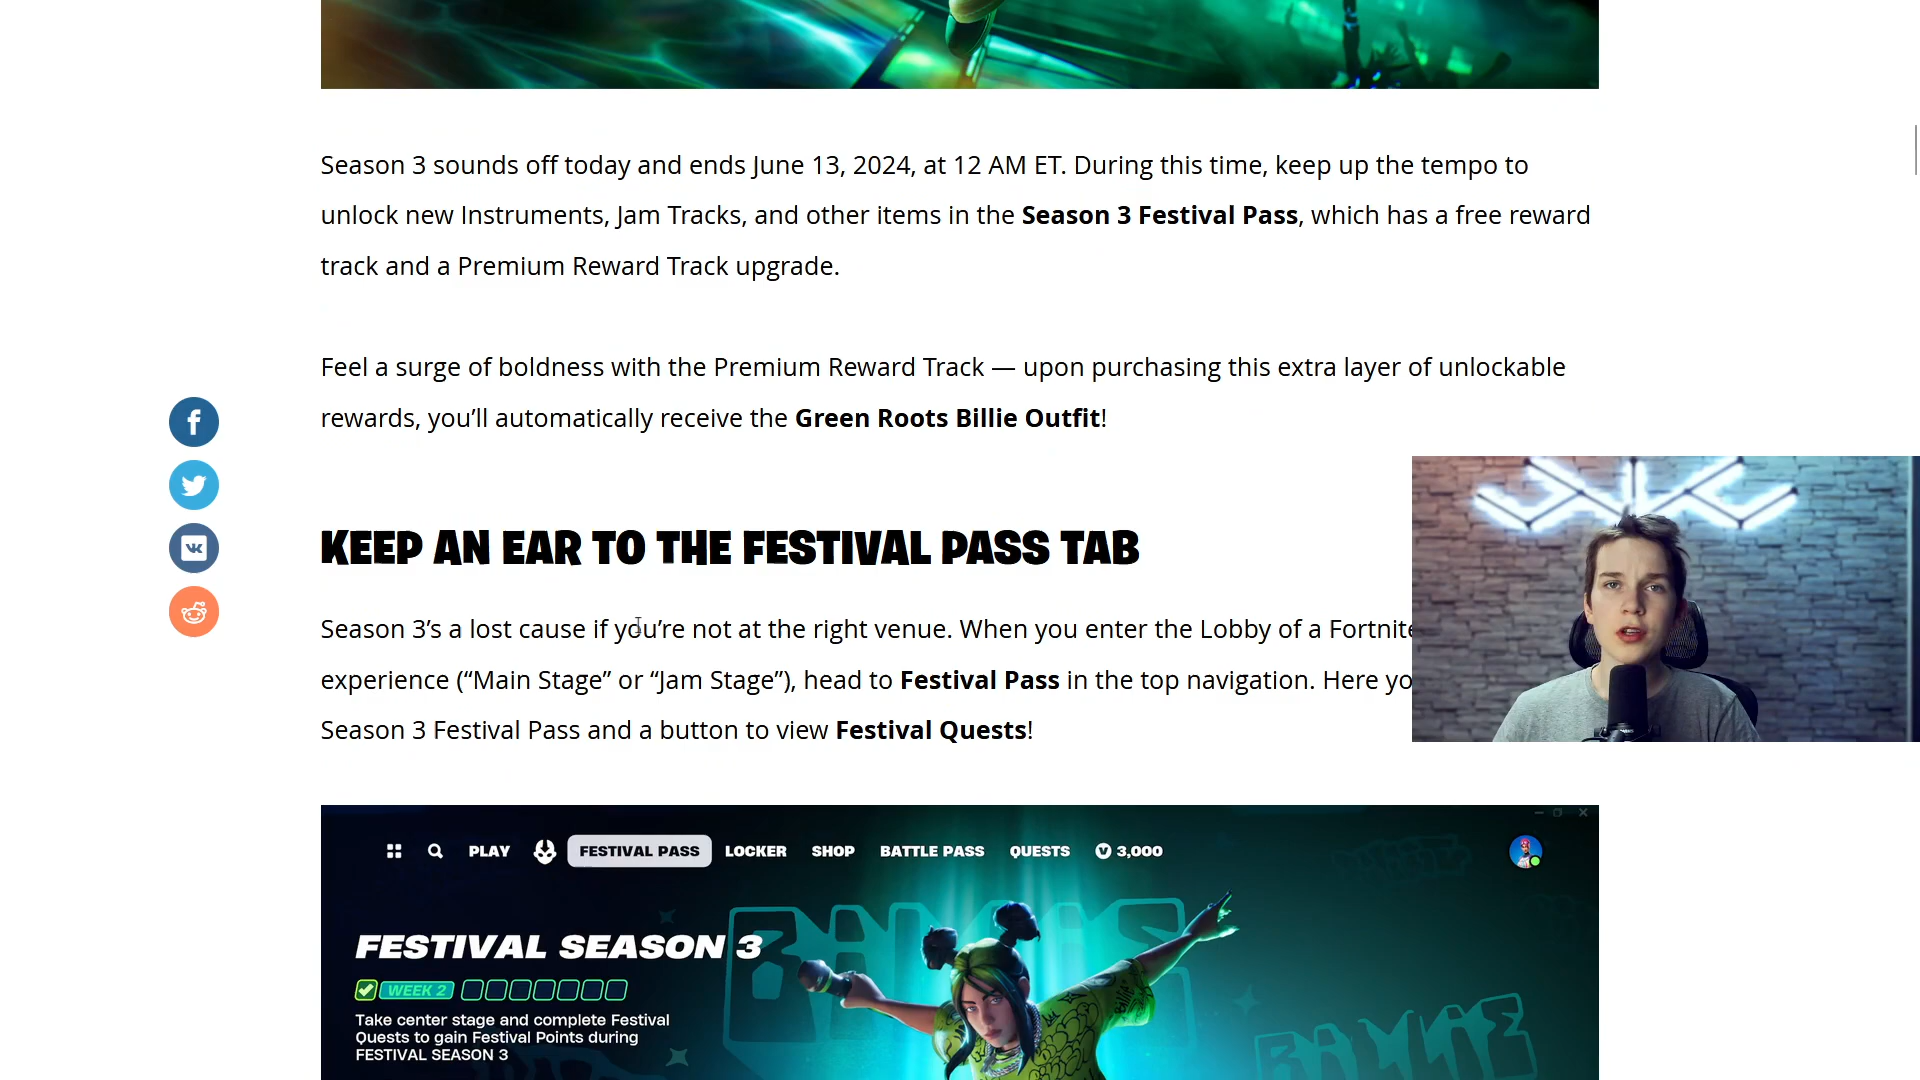 Season 3 sounds off today and ends June 13, 2024, at 12 AM ET. During this time, keep up the tempo to
unlock new Instruments, Jam Tracks, and other items in the Season 3 Festival Pass, which has a free reward
track and a Premium Reward Track upgrade.
Feel a surge of boldness with the Premium Reward Track — upon purchasing this extra layer of unlockable
rewards, you’ll automatically receive the Green Roots Billie Outfit!
KEEP AN EAR TO THE FESTIVAL PASS TAB
Season 3’s a lost cause if you’re not at the right venue. When you enter the Lobby of a Fortnite
experience (“Main Stage” or “Jam Stage”), head to Festival Pass in the top navigation. Here yo
Season 3 Festival Pass and a button to view Festival Quests!
PLAY FESTIVAL PASS LOCKER SHOP BATTLE PASS QUESTS 3,000
FESTIVAL SEASON 3
WEEK 2
Take center stage and complete Festival
Quests to gain Festival Points during
FESTIVAL SEASON 3
BILLIE